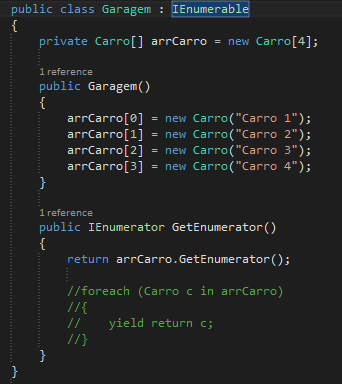 public class Garagem : IEnumerable
{
private Carro[] arrCarro = new Carro[4];
1 reference
public Garagem()
{
arrCarro[0] = new Carro("Carro 1");
arrCarro[1] = new Carro("Carro 2");
arrCarro[2] = new Carro("Carro 3");
arrCarro[3] = new Carro("Carro 4");
}
1 reference
public IEnumerator GetEnumerator()
{
return arrCarro.GetEnumerator();
//foreach (Carro c in arrCarro)
//{
//    yield return c;
//}
}
}